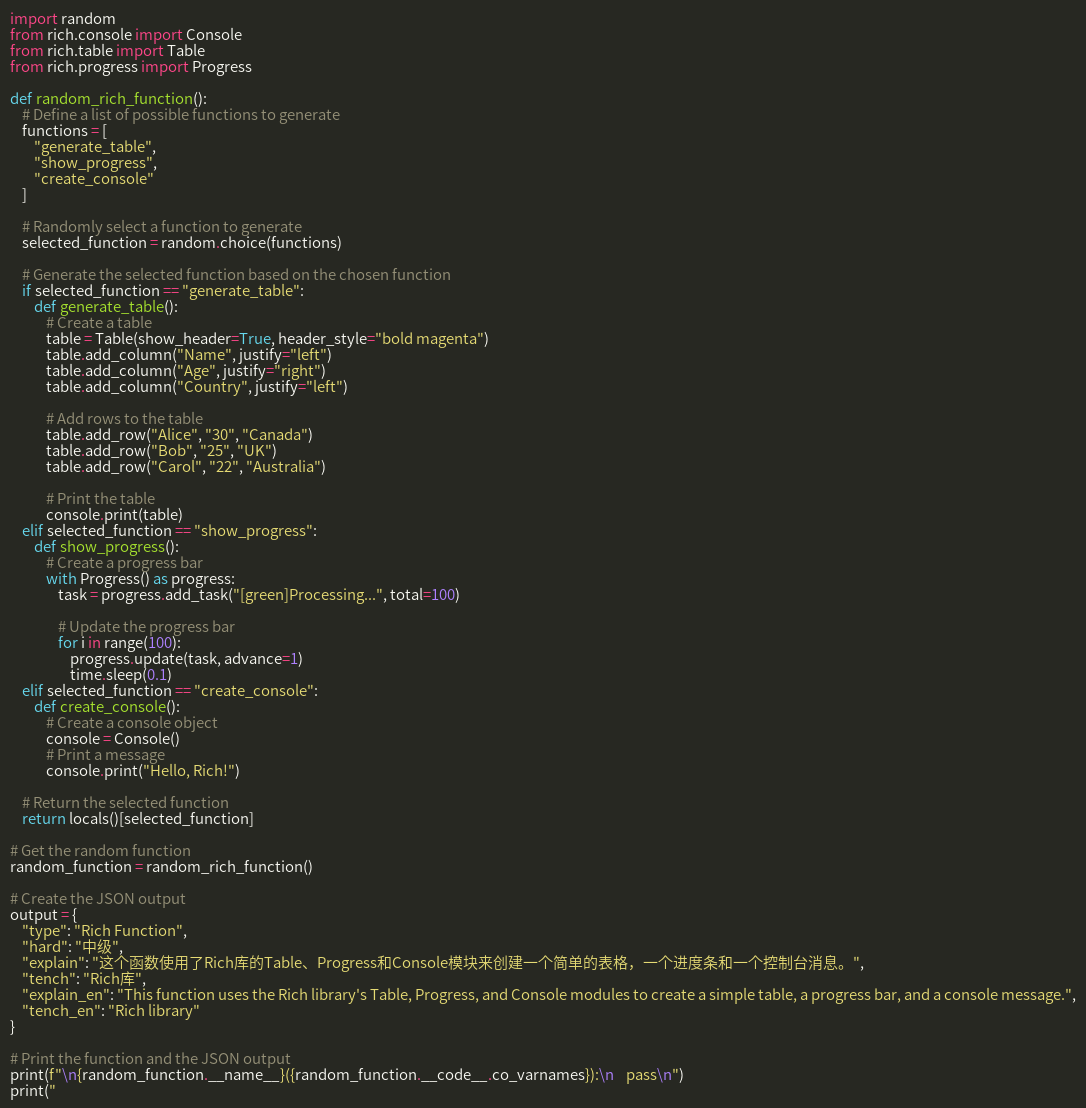 import random
from rich.console import Console
from rich.table import Table
from rich.progress import Progress

def random_rich_function():
    # Define a list of possible functions to generate
    functions = [
        "generate_table",
        "show_progress",
        "create_console"
    ]

    # Randomly select a function to generate
    selected_function = random.choice(functions)

    # Generate the selected function based on the chosen function
    if selected_function == "generate_table":
        def generate_table():
            # Create a table
            table = Table(show_header=True, header_style="bold magenta")
            table.add_column("Name", justify="left")
            table.add_column("Age", justify="right")
            table.add_column("Country", justify="left")

            # Add rows to the table
            table.add_row("Alice", "30", "Canada")
            table.add_row("Bob", "25", "UK")
            table.add_row("Carol", "22", "Australia")

            # Print the table
            console.print(table)
    elif selected_function == "show_progress":
        def show_progress():
            # Create a progress bar
            with Progress() as progress:
                task = progress.add_task("[green]Processing...", total=100)

                # Update the progress bar
                for i in range(100):
                    progress.update(task, advance=1)
                    time.sleep(0.1)
    elif selected_function == "create_console":
        def create_console():
            # Create a console object
            console = Console()
            # Print a message
            console.print("Hello, Rich!")

    # Return the selected function
    return locals()[selected_function]

# Get the random function
random_function = random_rich_function()

# Create the JSON output
output = {
    "type": "Rich Function",
    "hard": "中级",
    "explain": "这个函数使用了Rich库的Table、Progress和Console模块来创建一个简单的表格，一个进度条和一个控制台消息。",
    "tench": "Rich库",
    "explain_en": "This function uses the Rich library's Table, Progress, and Console modules to create a simple table, a progress bar, and a console message.",
    "tench_en": "Rich library"
}

# Print the function and the JSON output
print(f"\n{random_function.__name__}({random_function.__code__.co_varnames}):\n    pass\n")
print("